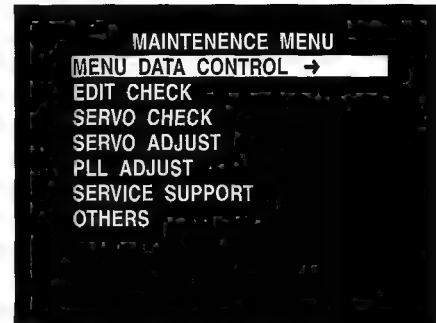 MAINTENENCE MENU
MENU DATA CONTROL →
EDIT CHECK
SERVO CHECK
SERVO ADJUST
PLL ADJUST
SERVICE SUPPORT
OTHERS